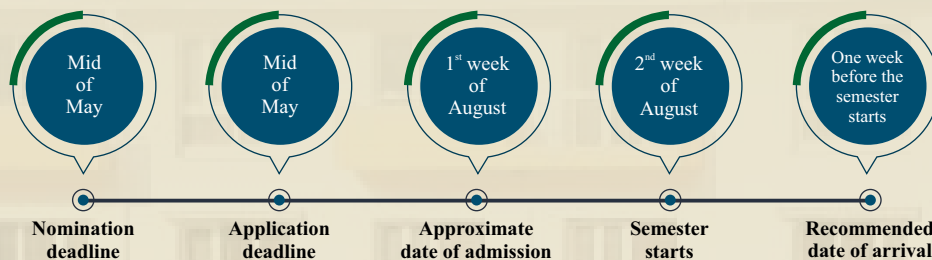 Mid
of
May
Mid
of
May
1st week
of
August
2nd week
of
August
One week
before the
semester
starts
Nomination
deadline
Application
deadline
Approximate
date of admission
Semester
starts
Recommended
date of arrival